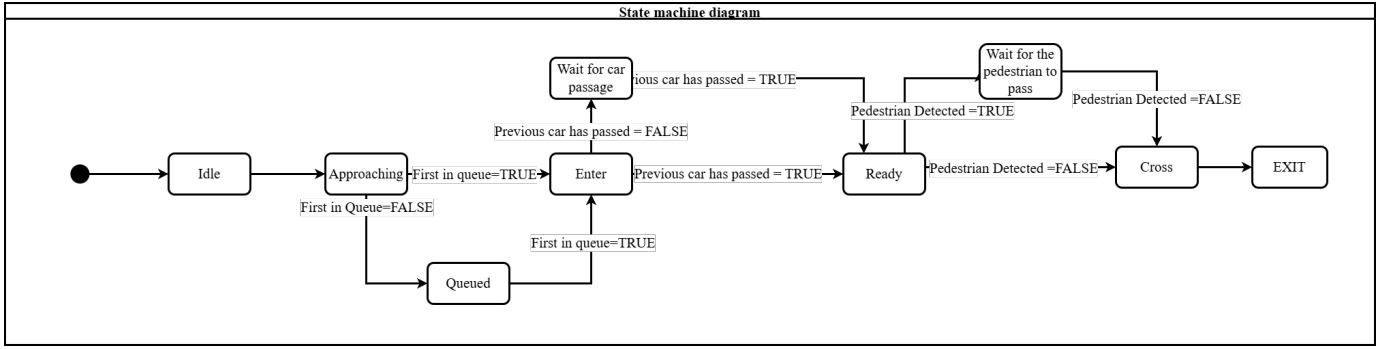 State machine diagram
Wait for car
passage
Previous car has passed = FALSE
vious car has passed = TRUE
Wait for the
pedestrian to
pass
Pedestrian Detected =TRUE
Pedestrian Detected =FALSE
Idle
Approaching
First in queue=TRUE
Enter
Previous car has passed = TRUE
Ready
Pedestrian Detected =FALSE
Cross
EXIT
First in Queue=FALSE
First in queue=TRUE
Queued